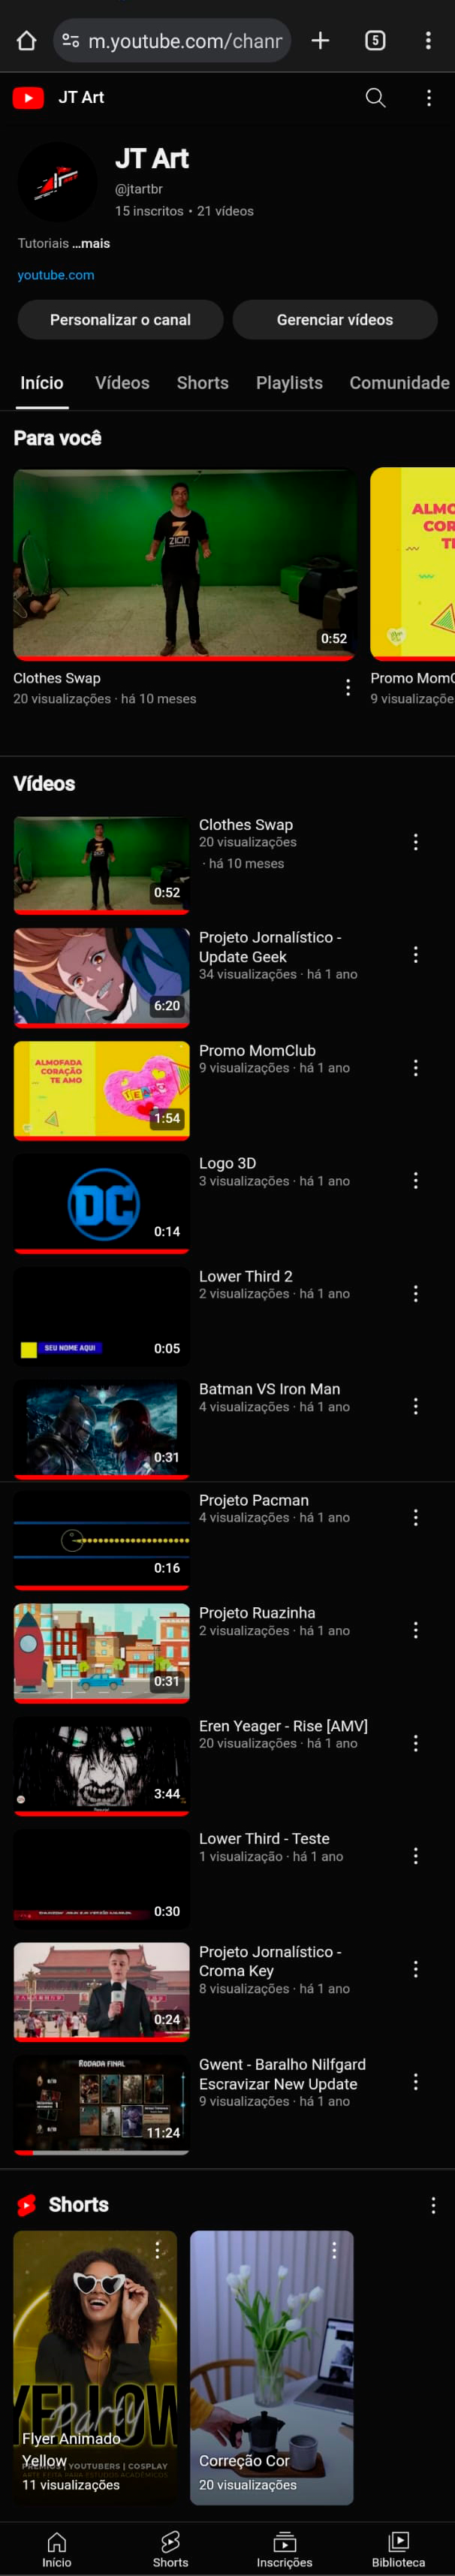 m.youtube.com/chanr
5
JT Art
JT Art
@jtartbr
15 inscritos • 21 vídeos
Tutoriais ...mais
youtube.com
Personalizar o canal
Gerenciar vídeos
Início
Vídeos
Shorts
Playlists
Comunidade
Para você
zion
0:52
Clothes Swap
20 visualizações · há 10 meses
Promo Mom
9 visualizaçõe
Vídeos
0:52
Clothes Swap
20 visualizações
· há 10 meses
6:20
Projeto Jornalístico -
Update Geek
34 visualizações · há 1 ano
ALMOFADA
CORAÇÃO
TE AMO
1:54
Promo MomClub
9 visualizações · há 1 ano
DC
0:14
Logo 3D
3 visualizações · há 1 ano
SEU NOME AQUI
0:05
Lower Third 2
2 visualizações · há 1 ano
0:31
Batman VS Iron Man
4 visualizações · há 1 ano
0:16
Projeto Pacman
4 visualizações · há 1 ano
0:31
Projeto Ruazinha
2 visualizações · há 1 ano
3:44
Eren Yeager - Rise [AMV]
20 visualizações · há 1 ano
0:30
Lower Third - Teste
1 visualização · há 1 ano
0:24
Projeto Jornalístico -
Croma Key
8 visualizações · há 1 ano
RODADA FINAL
11:24
Gwent - Baralho Nilfgard
Escravizar New Update
9 visualizações · há 1 ano
Shorts
YELLOW
Party
Flyer Animado
Yellow
PRÊMIOS | YOUTUBERS | COSPLAY
11 visualizações
Correção Cor
20 visualizações
Início
Shorts
Inscrições
Biblioteca